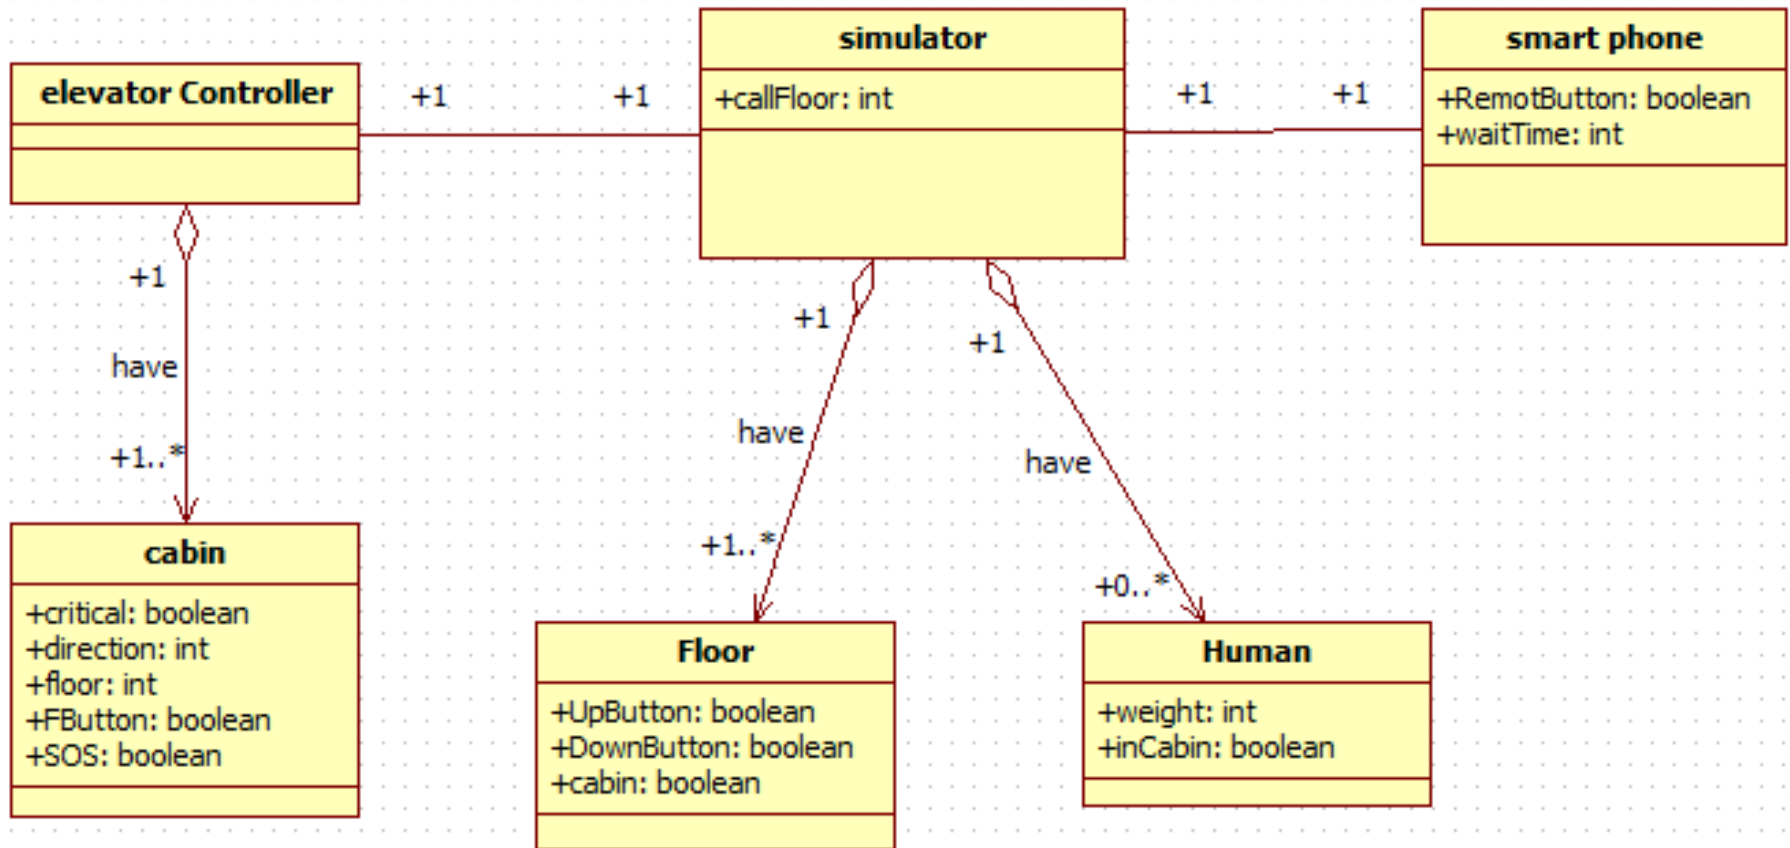 elevator Controller
+1
+1
simulator
+callFloor: int
+1
+1
smart phone
+RemotButton: boolean
+waitTime: int
+1
have
+1..*
cabin
+critical: boolean
+direction: int
+floor: int
+FButton: boolean
+SOS: boolean
+1
have
+1..*
Floor
+UpButton: boolean
+DownButton: boolean
+cabin: boolean
+1
have
+0..*
Human
+weight: int
+inCabin: boolean